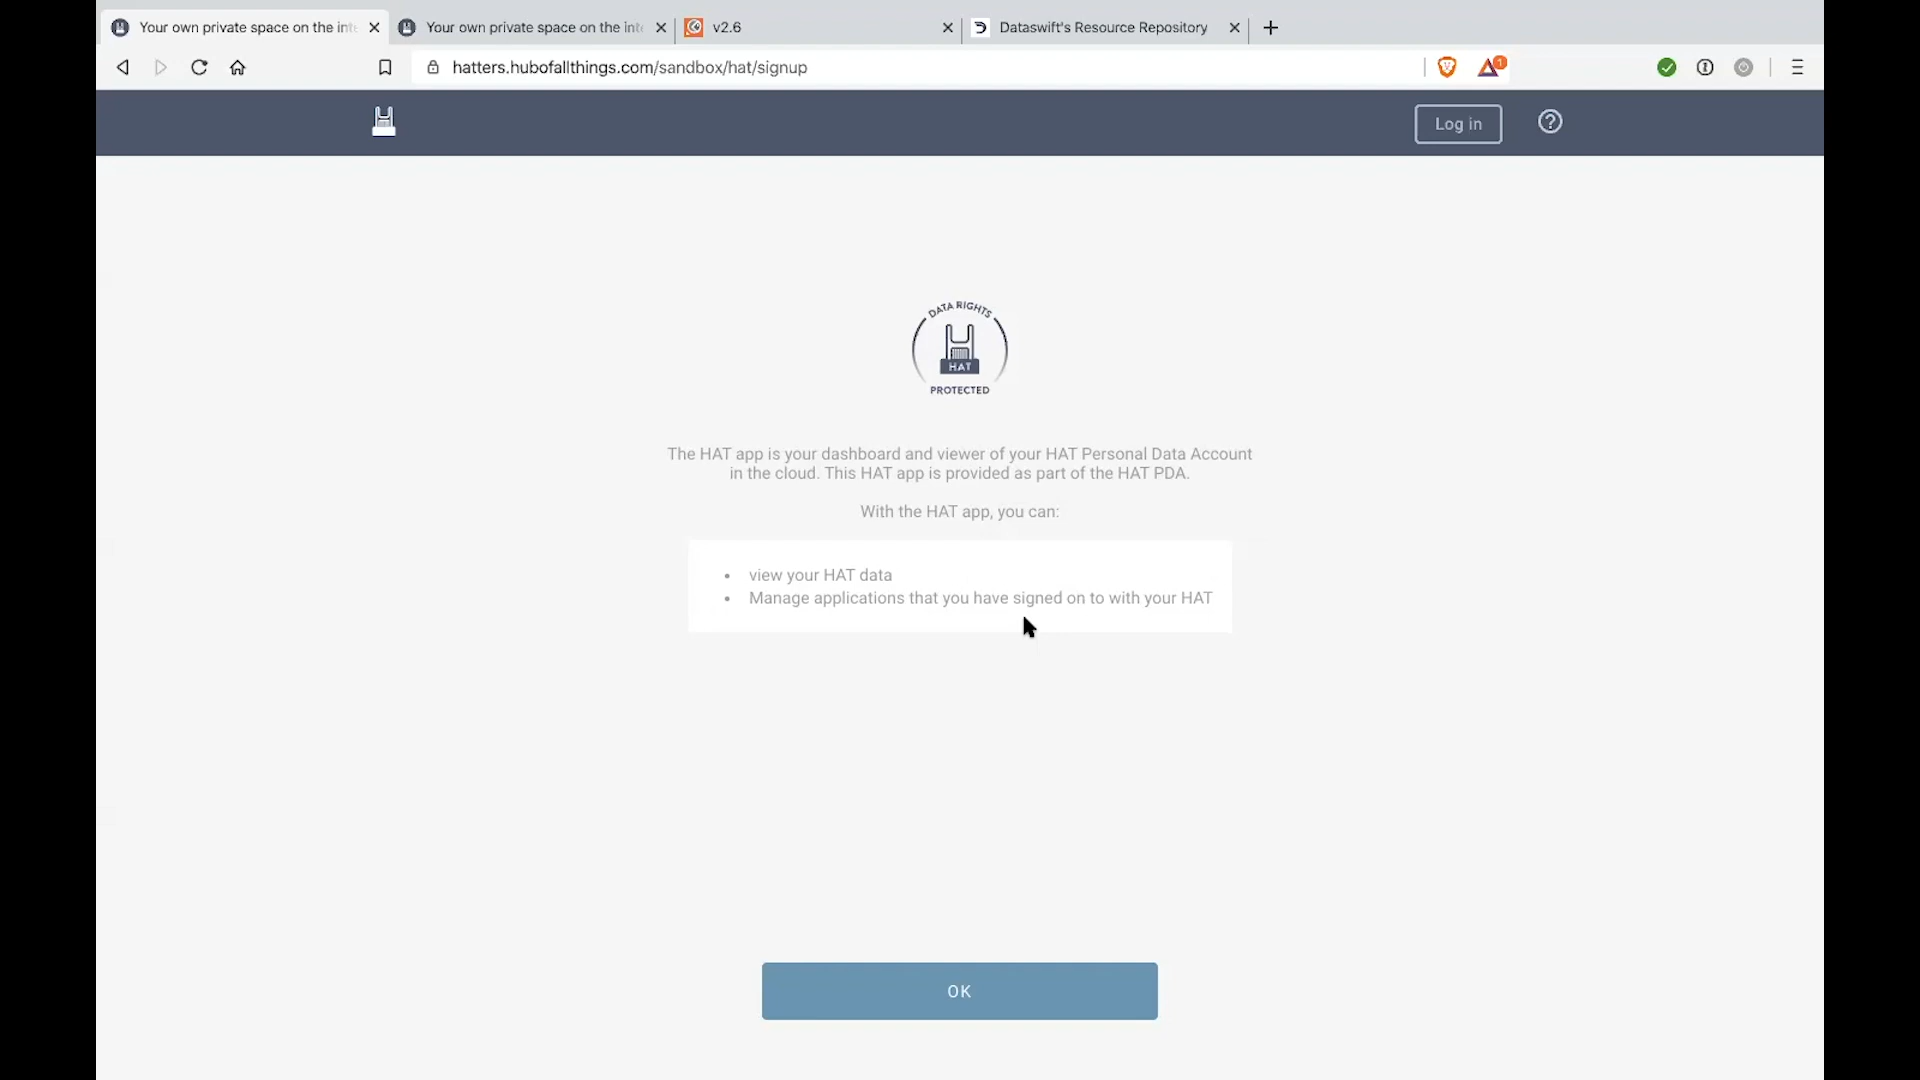 Your own private space on the inte
Your own private space on the inte
v2.6
Dataswift's Resource Repository
hatters.hubofallthings.com/sandbox/hat/signup
1
Log in
DATA RIGHTS
HAT
PROTECTED
The HAT app is your dashboard and viewer of your HAT Personal Data Account
in the cloud. This HAT app is provided as part of the HAT PDA.
With the HAT app, you can:
• view your HAT data
• Manage applications that you have signed on to with your HAT
OK